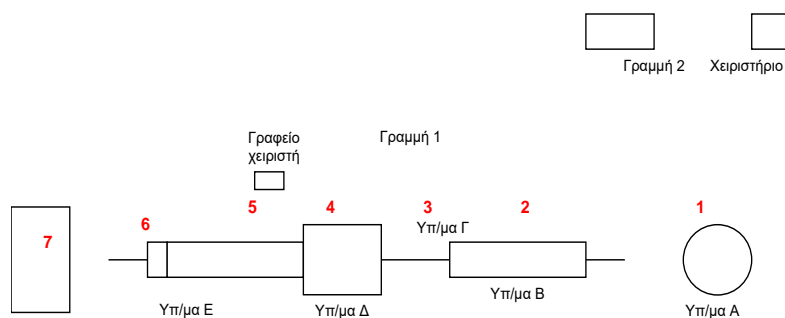 Γραμμή 2
Χειριστήριο
Γραφείο
χειριστή
Γραμμή 1
7
6
5
4
3
2
1
Υπ/μα Γ
Υπ/μα Ε
Υπ/μα Δ
Υπ/μα Β
Υπ/μα Α